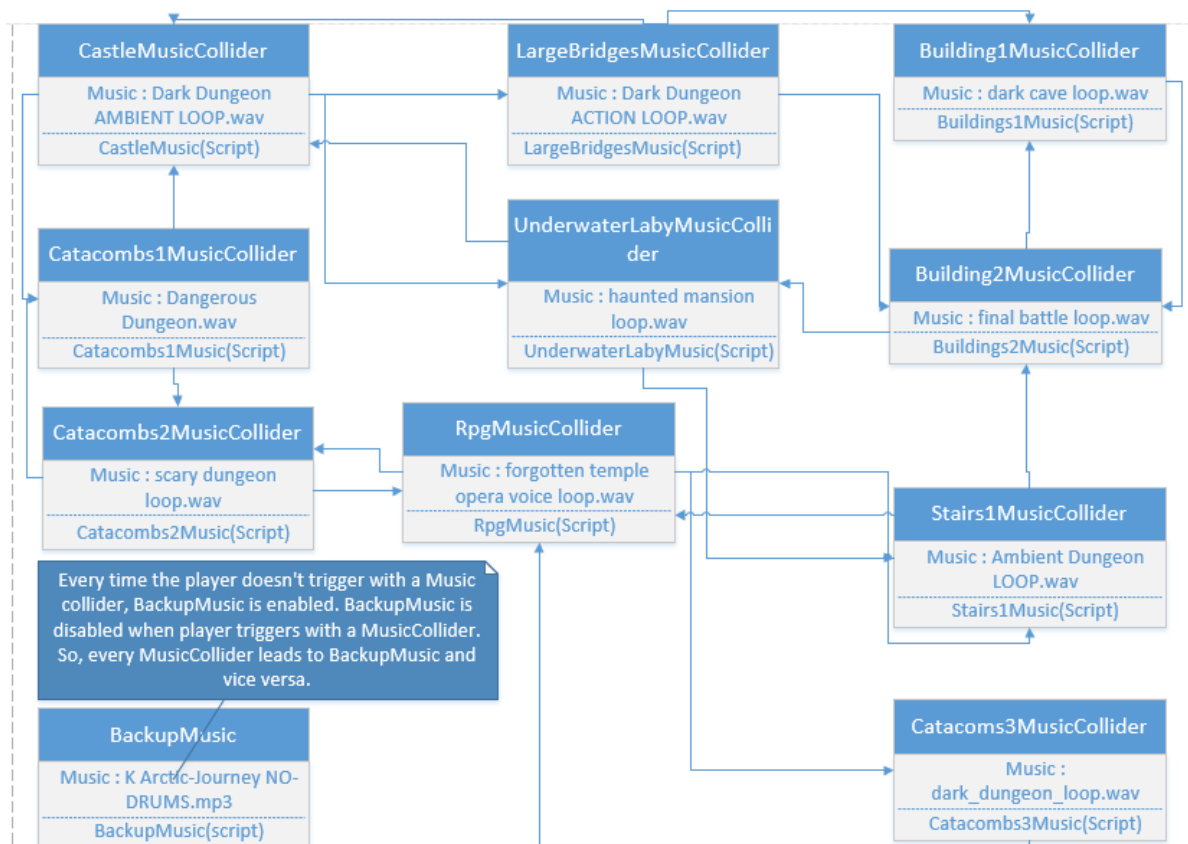 CastleMusicCollider
Music : Dark Dungeon
AMBIENT LOOP.wav
CastleMusic(Script)
LargeBridgesMusicCollider
Music : Dark Dungeon
ACTION LOOP.wav
LargeBridgesMusic(Script)
Building1MusicCollider
Music : dark cave loop.wav
Buildings1Music(Script)
Catacombs1MusicCollider
Music : Dangerous
Dungeon.wav
Catacombs1Music(Script)
UnderwaterLabyMusicColli
der
Music : haunted mansion
loop.wav
UnderwaterLabyMusic(Script)
Building2MusicCollider
Music : final battle loop.wav
Buildings2Music(Script)
Catacombs2MusicCollider
Music : scary dungeon
loop.wav
Catacombs2Music(Script)
RpgMusicCollider
Music : forgotten temple
opera voice loop.wav
RpgMusic(Script)
Stairs1MusicCollider
Music : Ambient Dungeon
LOOP.wav
Stairs1Music(Script)
Every time the player doesn't trigger with a Music
collider, BackupMusic is enabled. BackupMusic is
disabled when player triggers with a MusicCollider.
So, every MusicCollider leads to BackupMusic and
vice versa.
BackupMusic
Music : K Arctic-Journey NO-
DRUMS.mp3
BackupMusic(script)
Catacoms3MusicCollider
Music :
dark_dungeon_loop.wav
Catacombs3Music(Script)